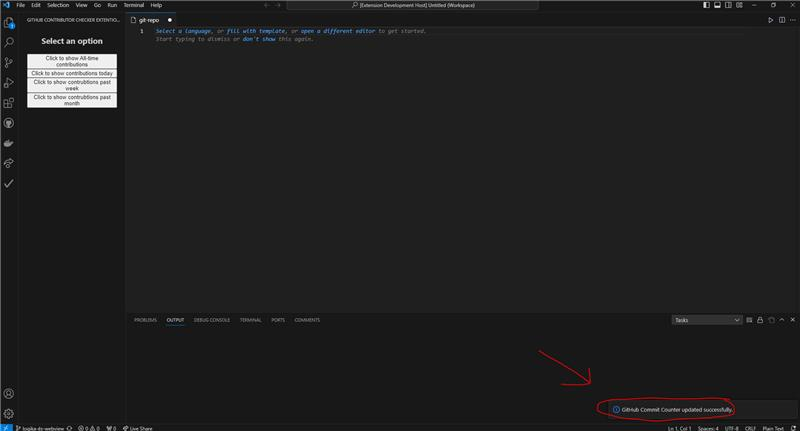 File Edit Selection View Go Run Terminal Help
[Extension Development Host] Untitled (Workspace)
GITHUB CONTRIBUTOR CHECKER EXTENTIO...
git-repo
Select an option
Click to show All-time
contributions
Click to show contributions today
Click to show contrubtions past
week
Click to show contrubtions past
month
1 Select a language, or fill with template, or open a different editor to get started.
Start typing to dismiss or don't show this again.
PROBLEMS OUTPUT DEBUG CONSOLE TERMINAL PORTS COMMENTS
Tasks
GitHub Commit Counter updated successfully.
0 0 0 Live Share
Ln 1, Col 1 Spaces: 4 UTF-8 CRLF Plain Text